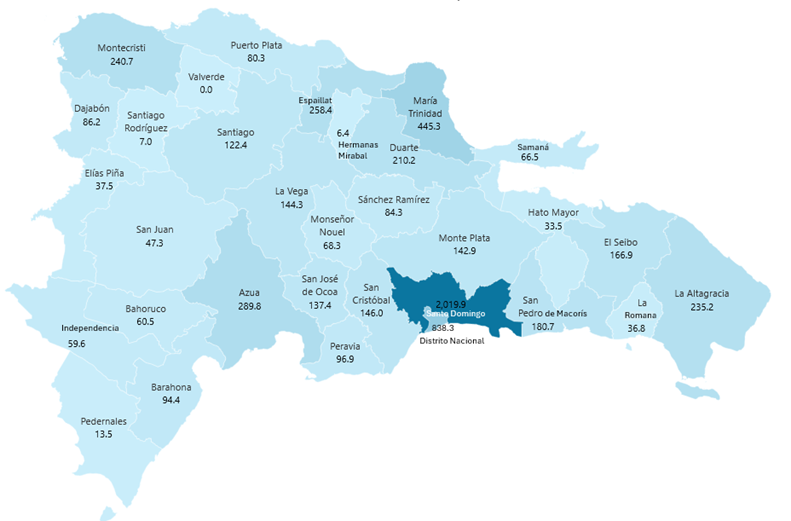 Montecristi
240.7
Puerto Plata
80.3
Valverde
0.0
Dajabón
86.2
Santiago
Rodríguez
7.0
Santiago
122.4
Espaillat
258.4
María
Trinidad
445.3
6.4
Hermanas
Mirabal
Duarte
210.2
Samaná
66.5
Elías Piña
37.5
La Vega
144.3
Sánchez Ramírez
84.3
San Juan
47.3
Monseñor
Nouel
68.3
Hato Mayor
33.5
Monte Plata
142.9
El Seibo
166.9
Azua
289.8
San José
de Ocoa
137.4
San
Cristóbal
146.0
2,019.9
Santo Domingo
838.3
Distrito Nacional
San
Pedro de Macorís
180.7
La
Romana
36.8
La Altagracia
235.2
Bahoruco
60.5
Independencia
59.6
Peravia
96.9
Barahona
94.4
Pedernales
13.5